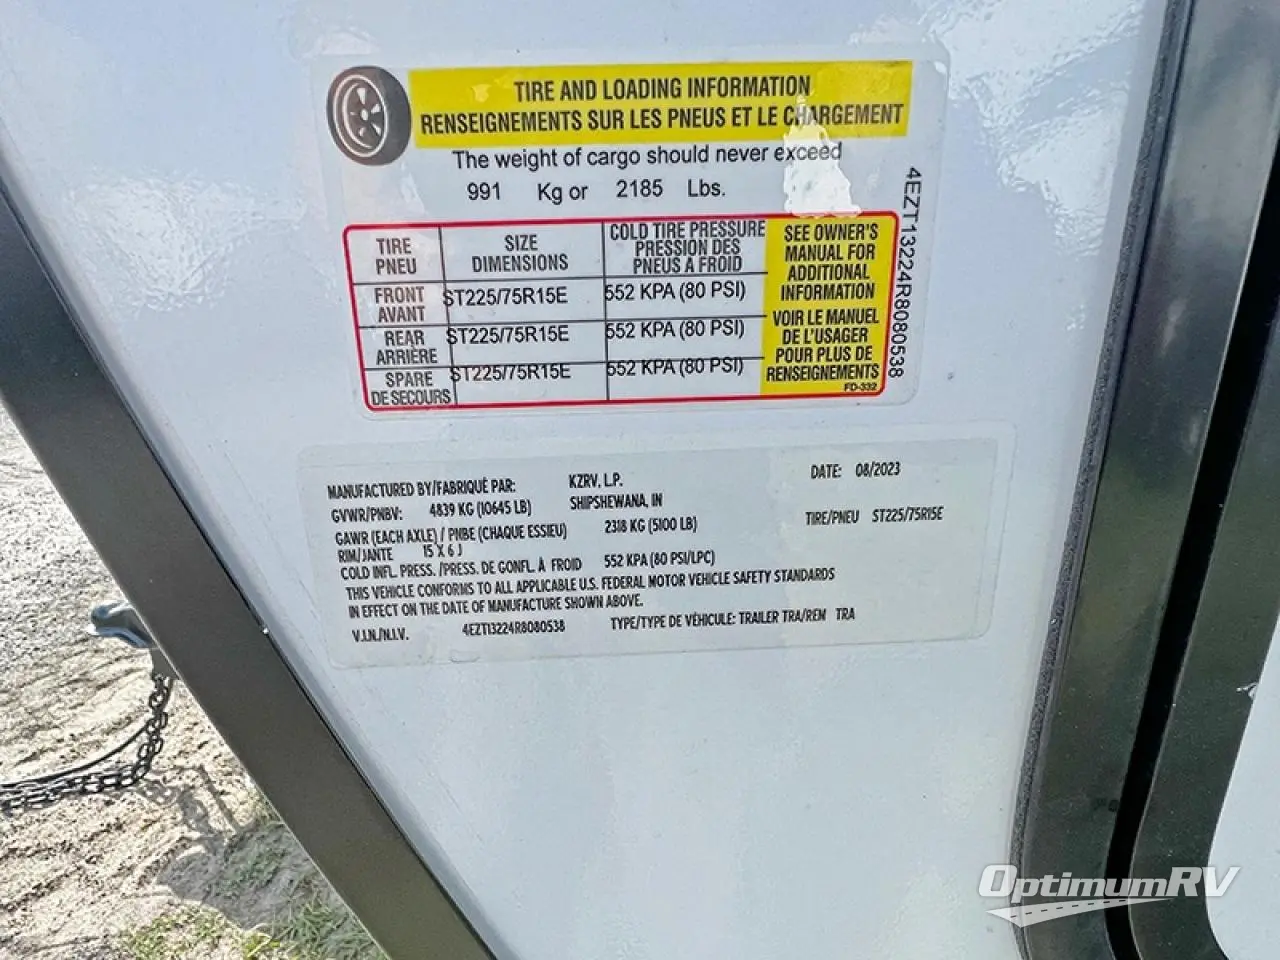 TIRE AND LOADING INFORMATION
RENSEIGNEMENTS SUR LES PNEUS ET LE CHARGEMENT
The weight of cargo should never exceed
991 Kg or 2185 Lbs.
TIRE PNEU
SIZE DIMENSIONS
COLD TIRE PRESSURE PRESSION DES PNEUS A FROID
FRONT AVANT ST225/75R15E 552 KPA (80 PSI)
REAR ARRIÈRE ST225/75R15E 552 KPA (80 PSI)
SPARE DE SECOURS ST225/75R15E 552 KPA (80 PSI)
SEE OWNER'S
MANUAL FOR
ADDITIONAL
INFORMATION
VOIR LE MANUEL
DE L'USAGER
POUR PLUS DE
RENSEIGNEMENTS
FD-332
4EZT13224R8080538
MANUFACTURED BY/FABRIQUÉ PAR: KZRV, L.P. DATE: 08/2023
GVWR/PNBV: 4839 KG (10645 LB) SHIPSHEWANA, IN
GAWR (EACH AXLE) / PNBE (CHAQUE ESSIEU) 2318 KG (5100 LB) TIRE/PNEU ST225/75R15E
RIM/JANTE 15 X 6 J
COLD INFL. PRESS. /PRESS. DE GONFL. À FROID 552 KPA (80 PSI/LPC)
THIS VEHICLE CONFORMS TO ALL APPLICABLE U.S. FEDERAL MOTOR VEHICLE SAFETY STANDARDS
IN EFFECT ON THE DATE OF MANUFACTURE SHOWN ABOVE.
V.I.N./N.I.V. 4EZT13224R8080538 TYPE/TYPE DE VÉHICULE: TRAILER TRA/REM TRA
OptimumRV